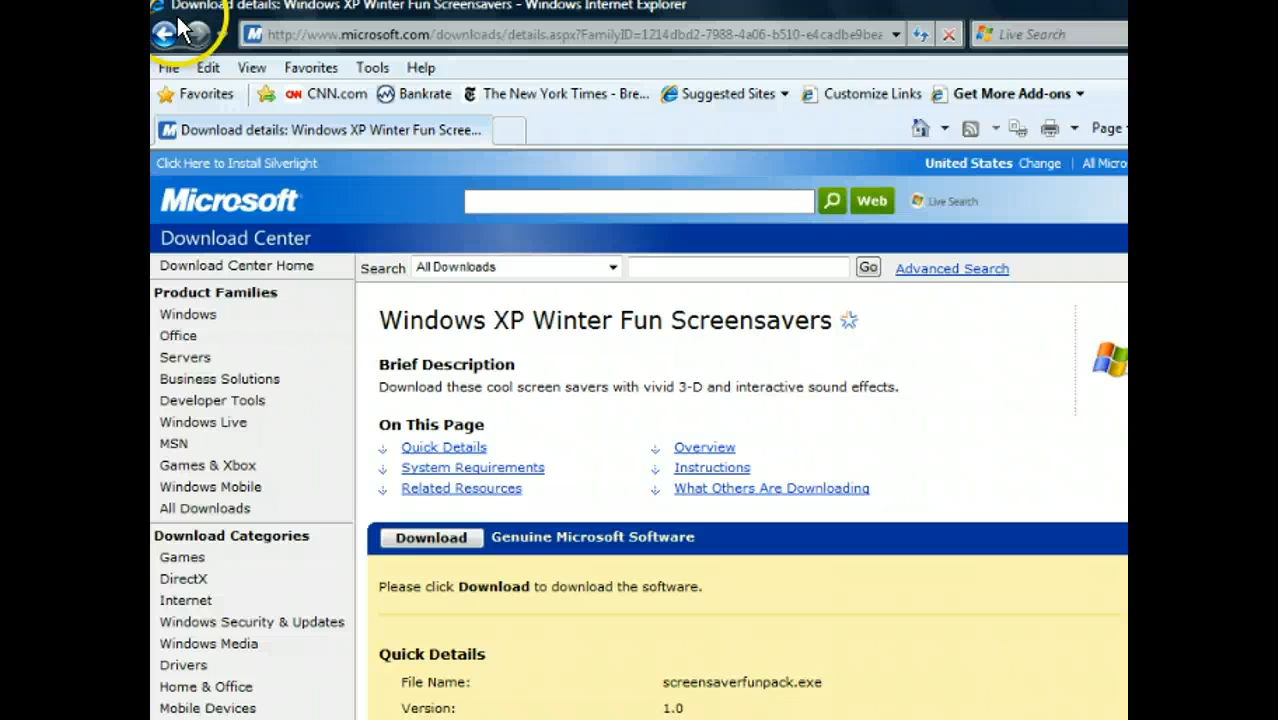 Download details: Windows XP Winter Fun Screensavers - Windows Internet Explorer
http://www.microsoft.com/downloads/details.aspx?FamilyID=1214dbd2-7988-4a06-b510-e4cadbe9bea
Live Search
File Edit View Favorites Tools Help
Favorites CNN.com Bankrate The New York Times - Bre... Suggested Sites Customize Links Get More Add-ons
Download details: Windows XP Winter Fun Scree...
Page
Click Here to Install Silverlight
United States Change | All Micro
Microsoft
Web
Live Search
Download Center
Download Center Home
Search All Downloads Go Advanced Search
Product Families
Windows
Office
Servers
Business Solutions
Developer Tools
Windows Live
MSN
Games & Xbox
Windows Mobile
All Downloads
Download Categories
Games
DirectX
Internet
Windows Security & Updates
Windows Media
Drivers
Home & Office
Mobile Devices
Windows XP Winter Fun Screensavers
Brief Description
Download these cool screen savers with vivid 3-D and interactive sound effects.
On This Page
Quick Details Overview
System Requirements Instructions
Related Resources What Others Are Downloading
Download Genuine Microsoft Software
Please click Download to download the software.
Quick Details
File Name: screensaverfunpack.exe
Version: 1.0